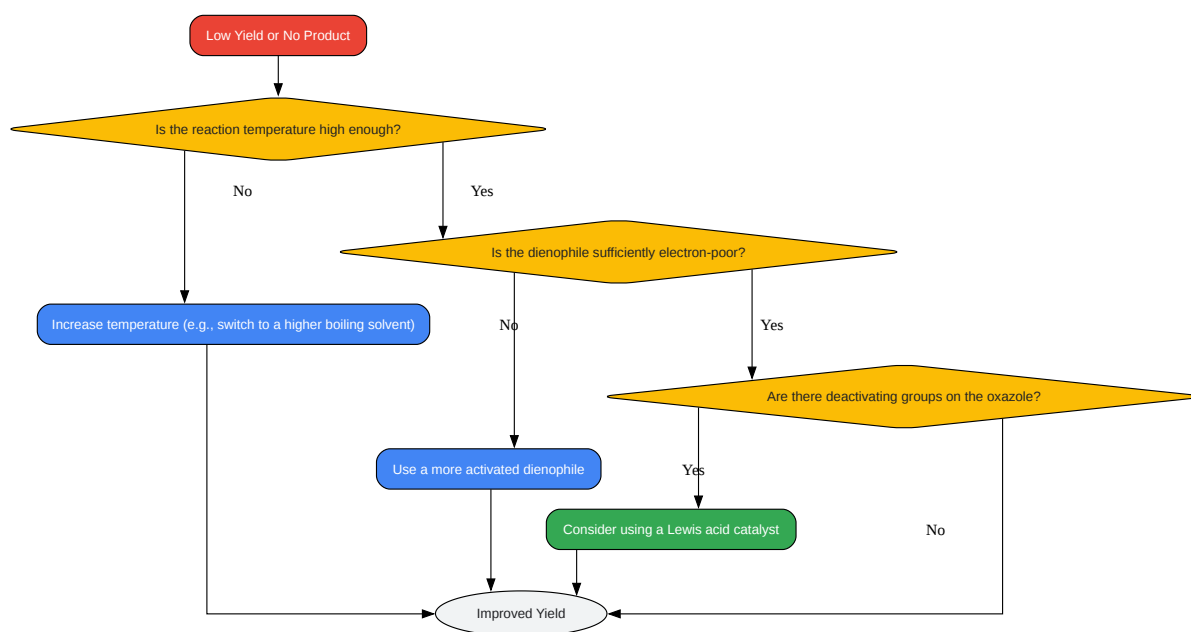 Low Yield or No Product
Is the reaction temperature high enough?
No
Yes
Is the dienophile sufficiently electron-poor?
Increase temperature (e.g., switch to a higher boiling solvent)
No
Yes
Are there deactivating groups on the oxazole?
Use a more activated dienophile
Yes
Consider using a Lewis acid catalyst
No
Improved Yield